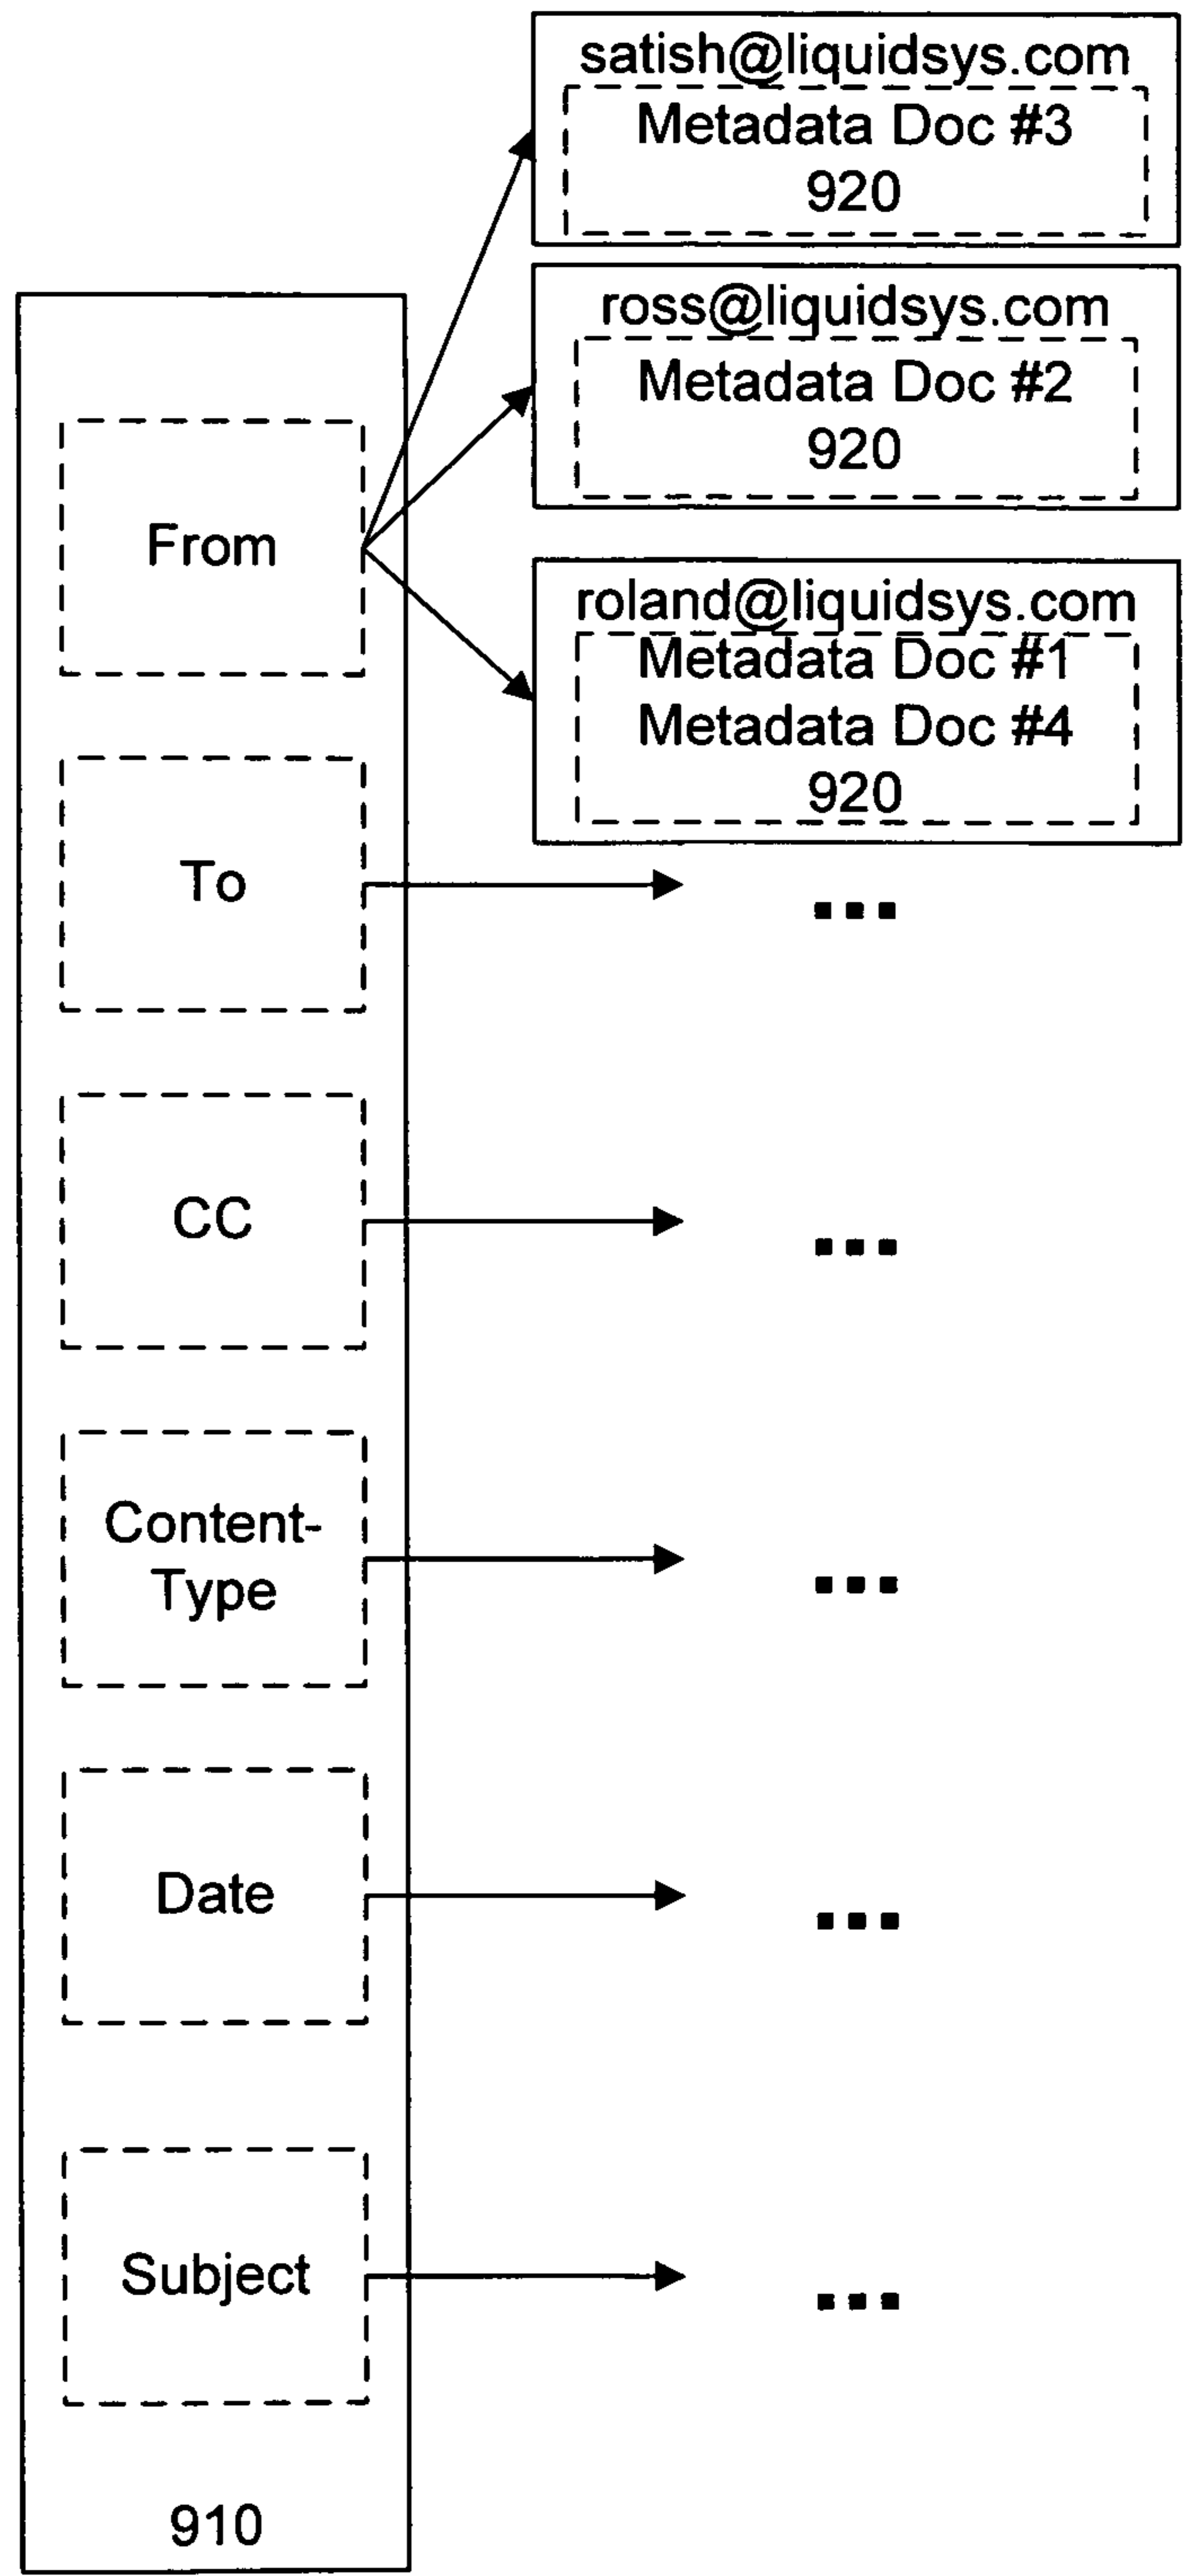 satish@liquidsys.com
Metadata Doc #3
920
ross@liquidsys.com
Metadata Doc #2
920
From
roland@liquidsys.com
Metadata Doc #1
Metadata Doc #4
920
To
...
CC
...
Content-
Type
...
Date
...
Subject
...
910